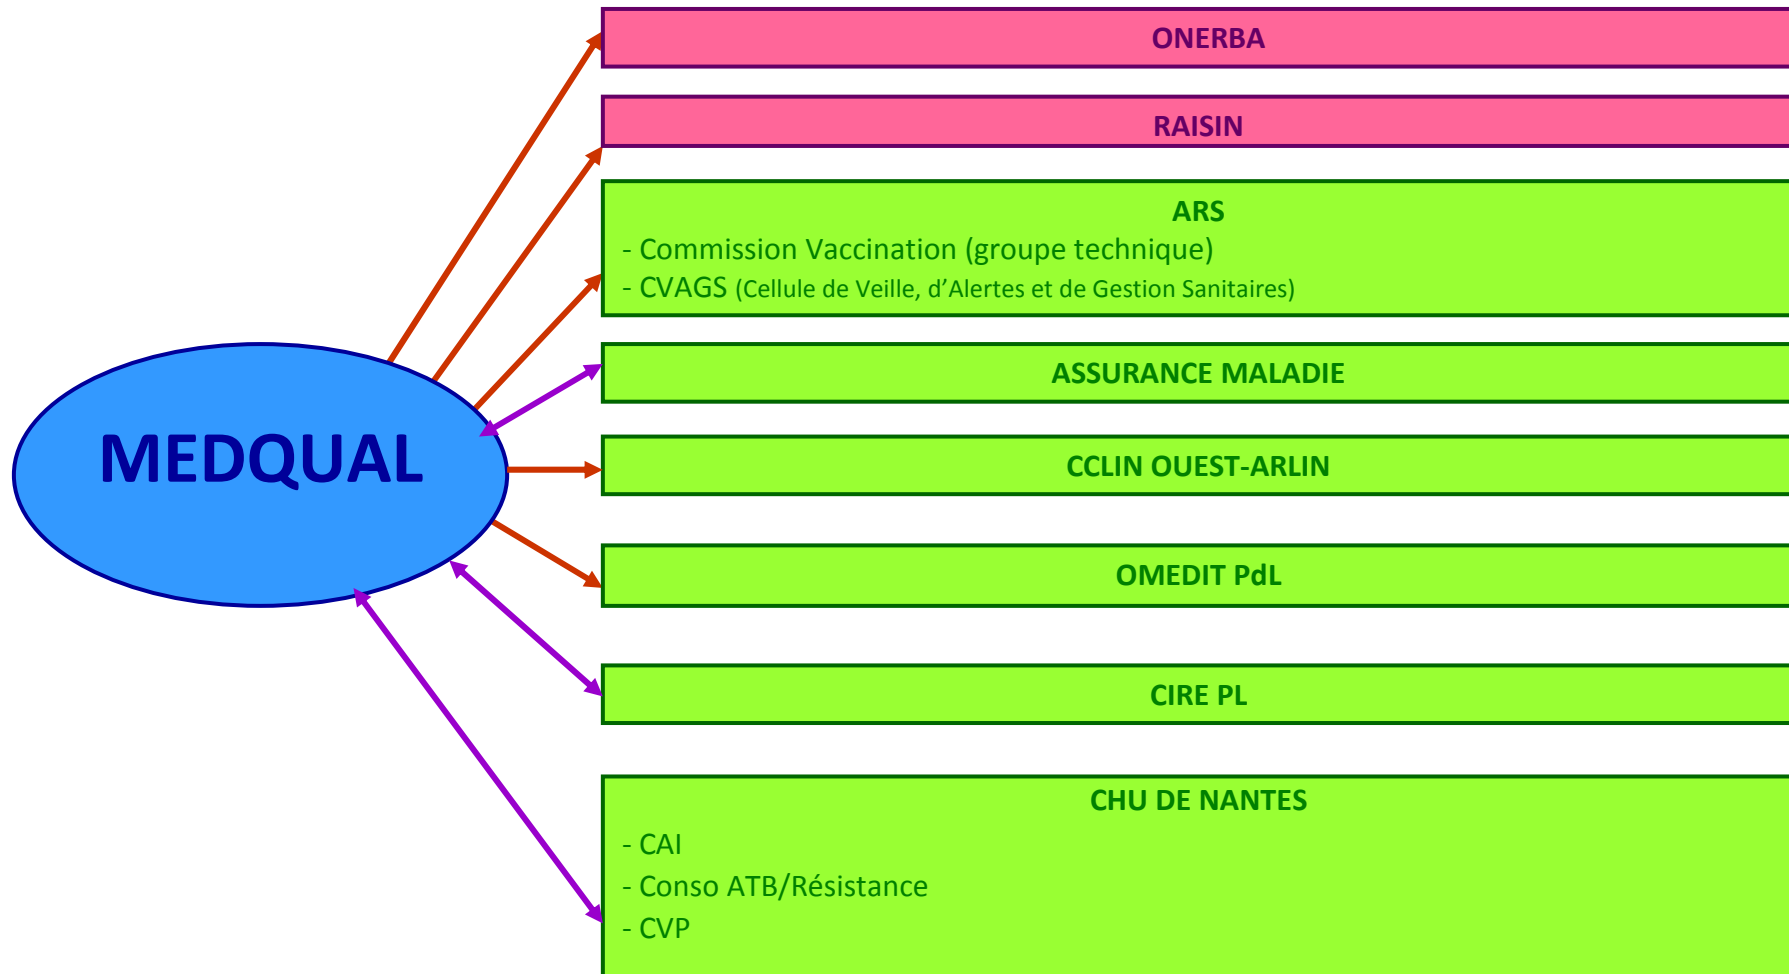 ONERBA
RAISIN
ARS
- Commission Vaccination (groupe technique)
- CVAGS (Cellule de Veille, d’Alertes et de Gestion Sanitaires)
ASSURANCE MALADIE
MEDQUAL
CCLIN OUEST-ARLIN
OMEDIT PdL
CIRE PL
CHU DE NANTES
- CAI
- Conso ATB/Résistance
- CVP